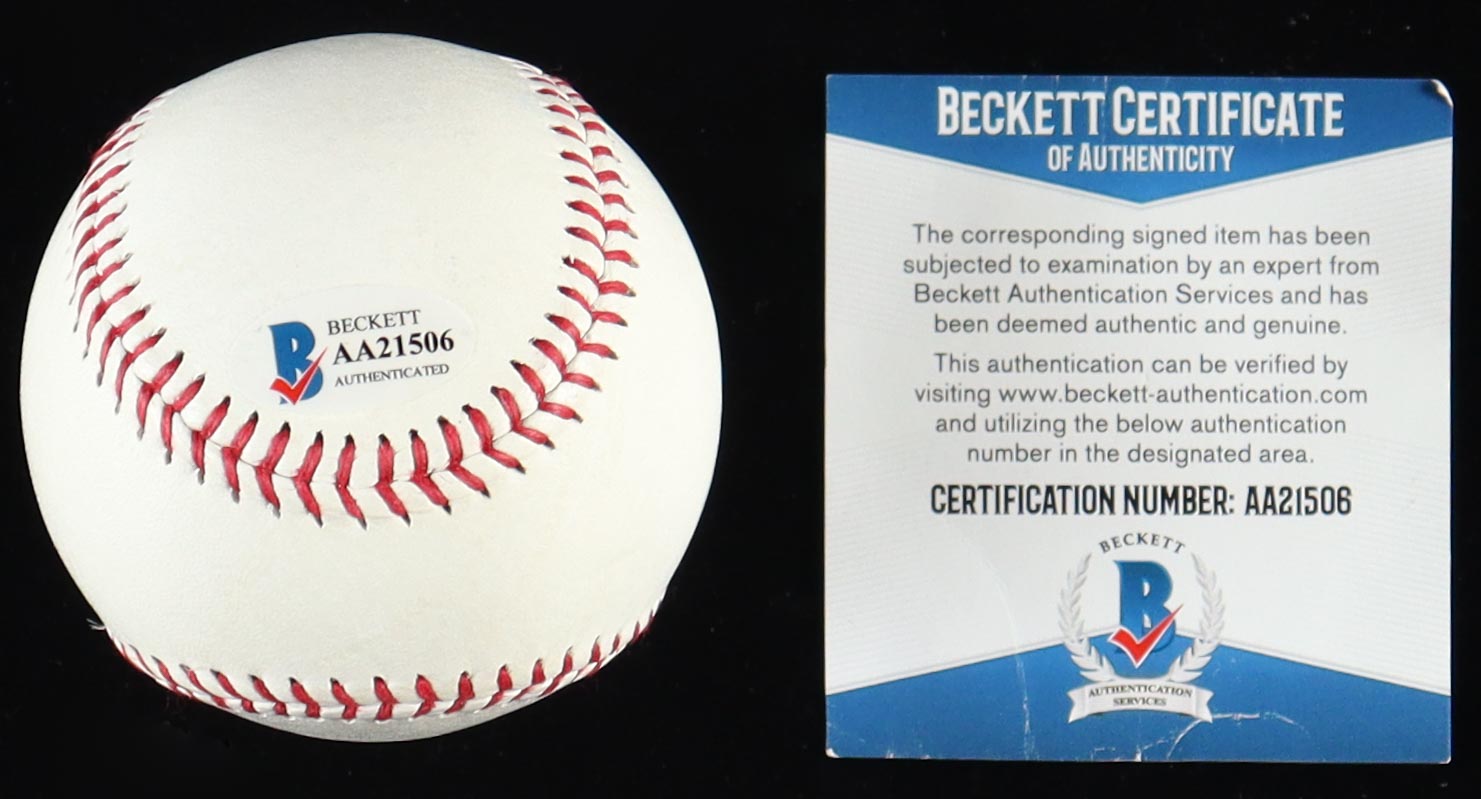 BECKETT
AA21506
AUTHENTICATED
BECKETT CERTIFICATE
OF AUTHENTICITY
The corresponding signed item has been
subjected to examination by an expert from
Beckett Authentication Services and has
been deemed authentic and genuine.
This authentication can be verified by
visiting www.beckett-authentication.com
and utilizing the below authentication
number in the designated area.
CERTIFICATION NUMBER: AA21506
BECKETT
B
AUTHENTICATION
SERVICES